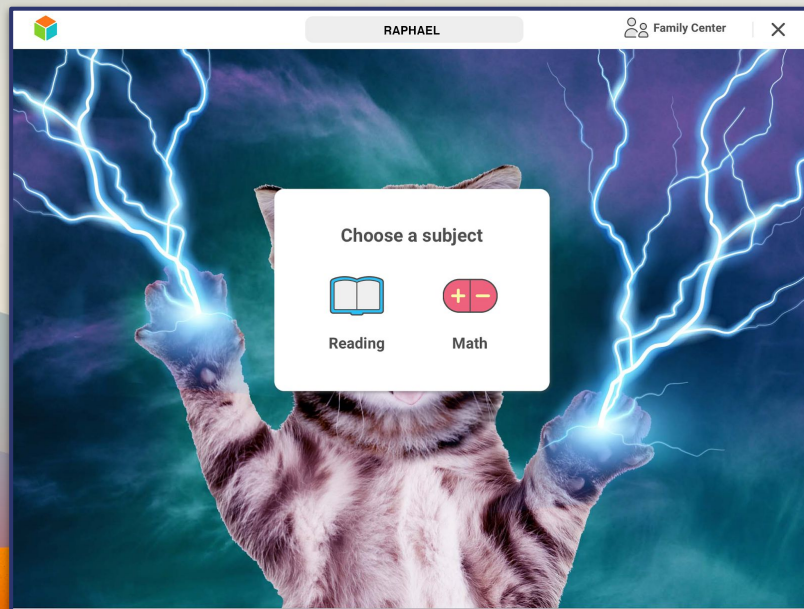 RAPHAEL
Family Center
Choose a subject
Reading
Math